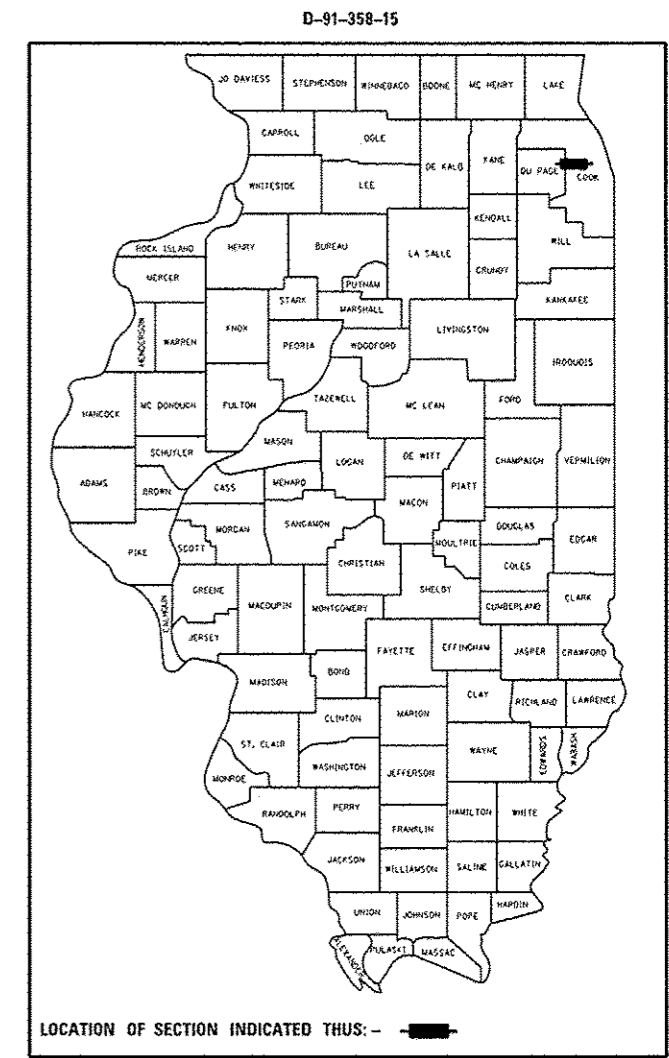 D-91-358-15
JO DAVIESS STEPHENSON WINNEBAGO BOONE MC HENRY LAKE
CARROLL OGLE DE KALB KANE DU PAGE COOK
WHITESIDE LEE KENDALL WILL
ROCK ISLAND HENRY BUREAU LA SALLE GRUNDY
MERCER STARK PUTNAM MARSHALL KANKAKEE
HENDERSON WARREN KNOX PEORIA WOODFORD LIVINGSTON IROQUOIS
HANCOCK MC DONOUGH FULTON TAZEWELL MC LEAN FORD
SCHUYLER MASON LOGAN DE WITT CHAMPAIGN VERMILION
ADAMS BROWN CASS MENARD MACON PIATT
PIKE SCOTT MORGAN SANGAMON CHRISTIAN MOULTRIE DOUGLAS EDGAR
COLES
CALHOUN GREENE MACOUPIN MONTGOMERY SHELBY CUMBERLAND CLARK
JERSEY FAYETTE EFFINGHAM JASPER CRAWFORD
MADISON BOND CLAY RICHLAND LAWRENCE
CLINTON MARION
ST. CLAIR WASHINGTON JEFFERSON WAYNE EDWARDS WABASH
MONROE RANDOLPH PERRY HAMILTON WHITE
FRANKLIN
JACKSON WILLIAMSON SALINE GALLATIN
UNION JOHNSON POPE HARDIN
ALEXANDER PULASKI MASSAC
LOCATION OF SECTION INDICATED THUS: -